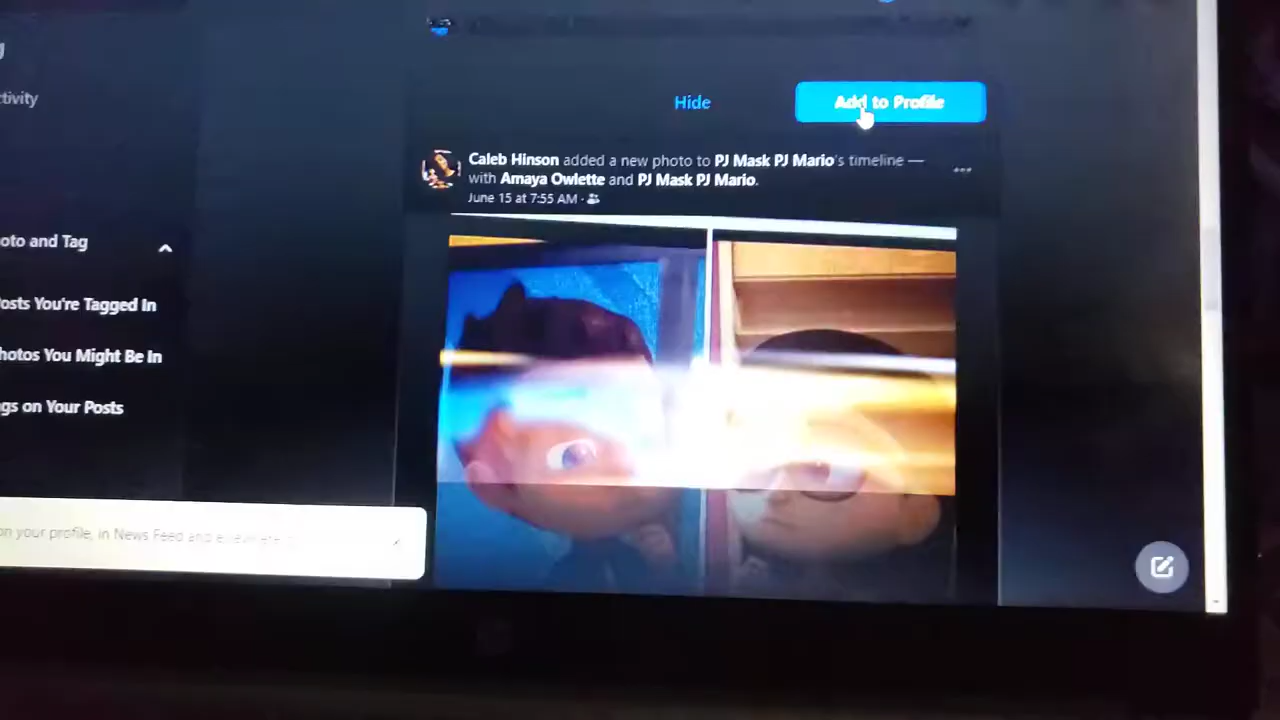 tivity
Hide
Add to Profile
Caleb Hinson added a new photo to PJ Mask PJ Mario's timeline —
with Amaya Owlette and PJ Mask PJ Mario.
June 15 at 7:55 AM ·
oto and Tag
osts You're Tagged In
hotos You Might Be In
gs on Your Posts
on your profile, in News Feed and